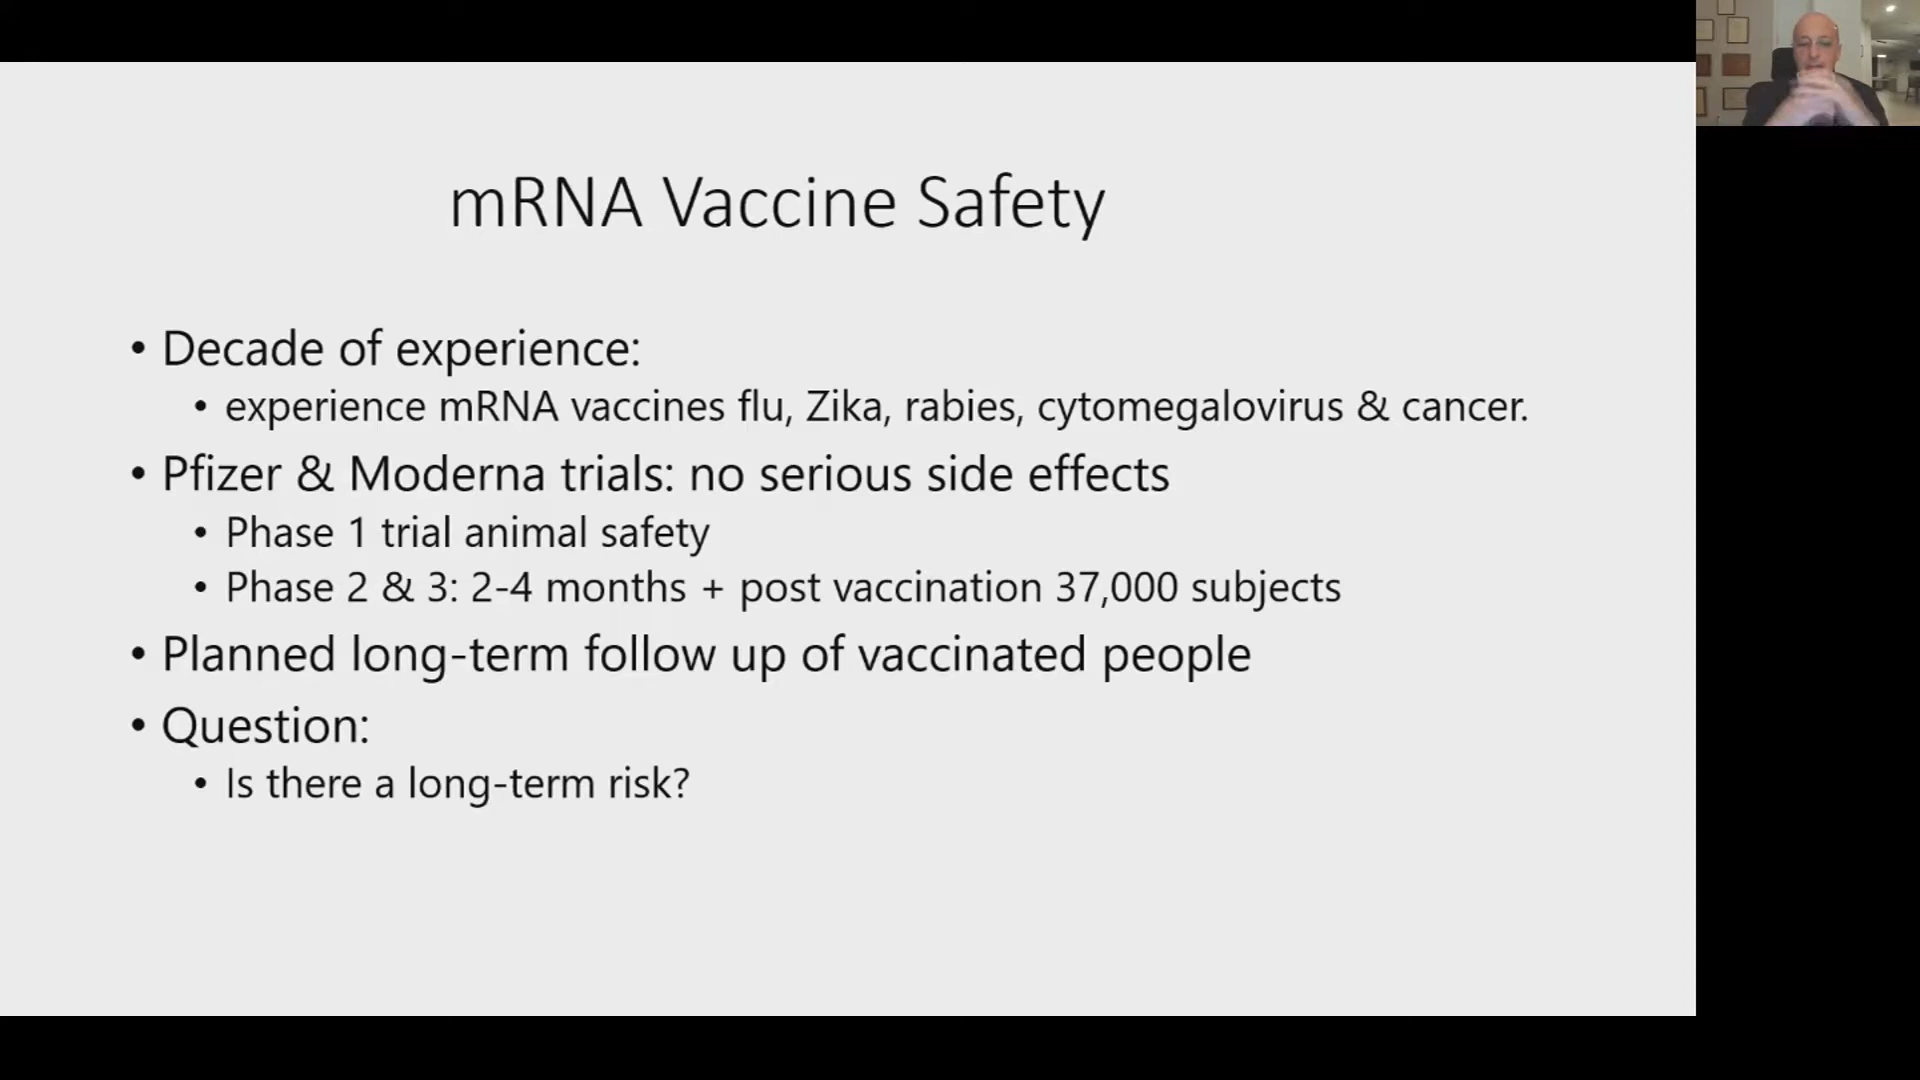 mRNA Vaccine Safety
• Decade of experience:
• experience mRNA vaccines flu, Zika, rabies, cytomegalovirus & cancer.
• Pfizer & Moderna trials: no serious side effects
• Phase 1 trial animal safety
• Phase 2 & 3: 2-4 months + post vaccination 37,000 subjects
• Planned long-term follow up of vaccinated people
• Question:
• Is there a long-term risk?